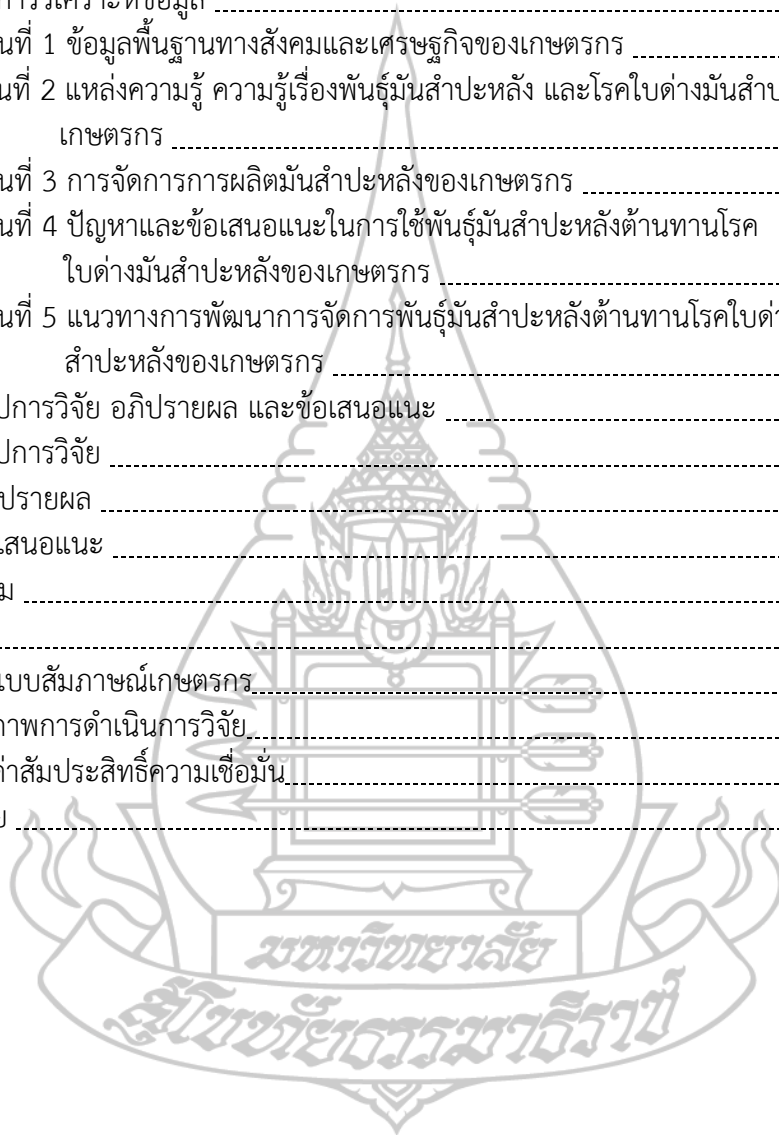 นที่ 1 ข้อมูลพื้นฐานทางสังคมและเศรษฐกิจของเกษตรกร
นที่ 2 แหล่งความรู้ ความรู้เรื่องพันธุ์มันสำปะหลัง และโรคใบด่างมันสำป
เกษตรกร
นที่ 3 การจัดการการผลิตมันสำปะหลังของเกษตรกร
นที่ 4 ปัญหาและข้อเสนอแนะในการใช้พันธุ์มันสำปะหลังต้านทานโรค
ใบด่างมันสำปะหลังของเกษตรกร
นที่ 5 แนวทางการพัฒนาการจัดการพันธุ์มันสำปะหลังต้านทานโรคใบด่า
สำปะหลังของเกษตรกร
ปการวิจัย อภิปรายผล และข้อเสนอแนะ
ปการวิจัย
ปรายผล
เสนอแนะ
ม
แบบสัมภาษณ์เกษตรกร
ภาพการดำเนินการวิจัย
ค่าสัมประสิทธิ์ความเชื่อมั่น
ย
มหาวิทยาลัย
สุโขทัยธรรมาธิราช